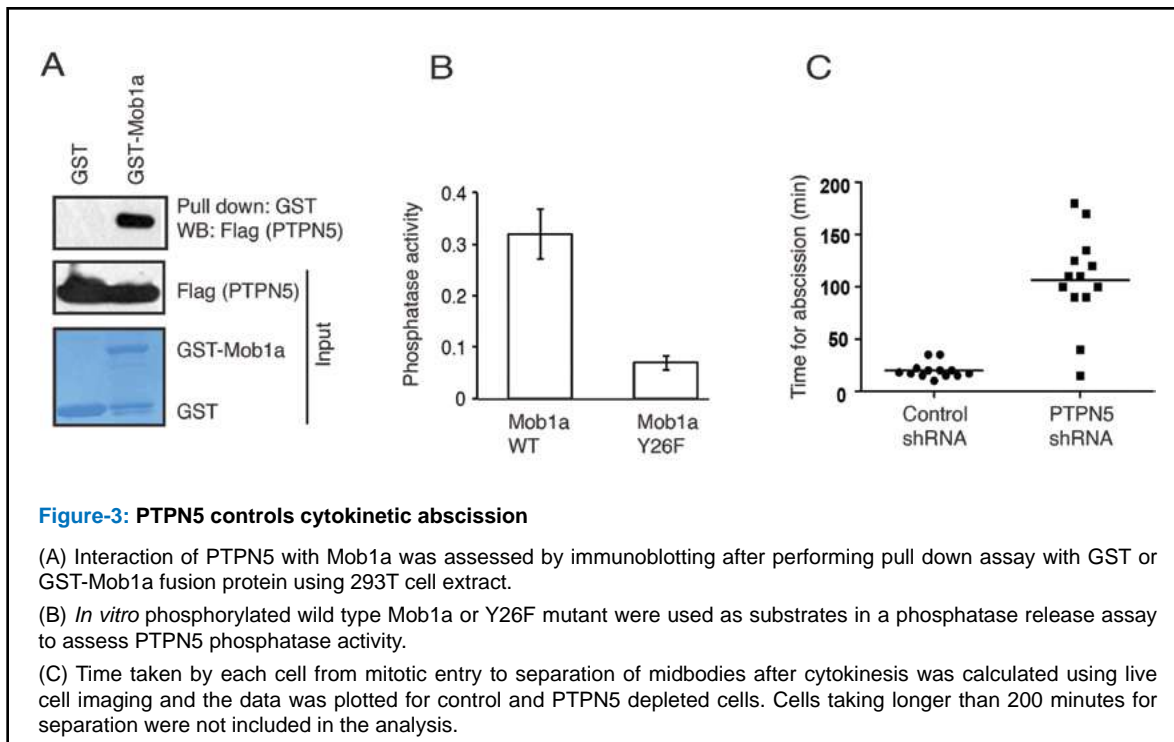 A
GST
GST-Mob1a
Pull down: GST
WB: Flag (PTPN5)
Flag (PTPN5)
GST-Mob1a
GST
Input
B
Phosphatase activity
0.4
0.3
0.2
0.1
0
Mob1a
WT
Mob1a
Y26F
C
Time for abscission (min)
200
150
100
50
0
Control
shRNA
PTPN5
shRNA
Figure-3: PTPN5 controls cytokinetic abscission
(A) Interaction of PTPN5 with Mob1a was assessed by immunoblotting after performing pull down assay with GST or
GST-Mob1a fusion protein using 293T cell extract.
(B) In vitro phosphorylated wild type Mob1a or Y26F mutant were used as substrates in a phosphatase release assay
to assess PTPN5 phosphatase activity.
(C) Time taken by each cell from mitotic entry to separation of midbodies after cytokinesis was calculated using live
cell imaging and the data was plotted for control and PTPN5 depleted cells. Cells taking longer than 200 minutes for
separation were not included in the analysis.